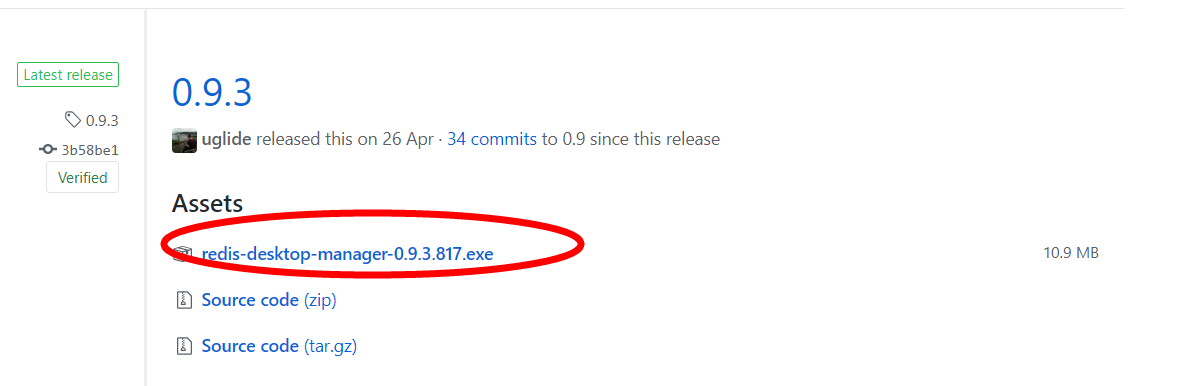 Latest release
0.9.3
3b58be1
Verified
0.9.3
uglide released this on 26 Apr · 34 commits to 0.9 since this release
Assets
redis-desktop-manager-0.9.3.817.exe 10.9 MB
Source code (zip)
Source code (tar.gz)